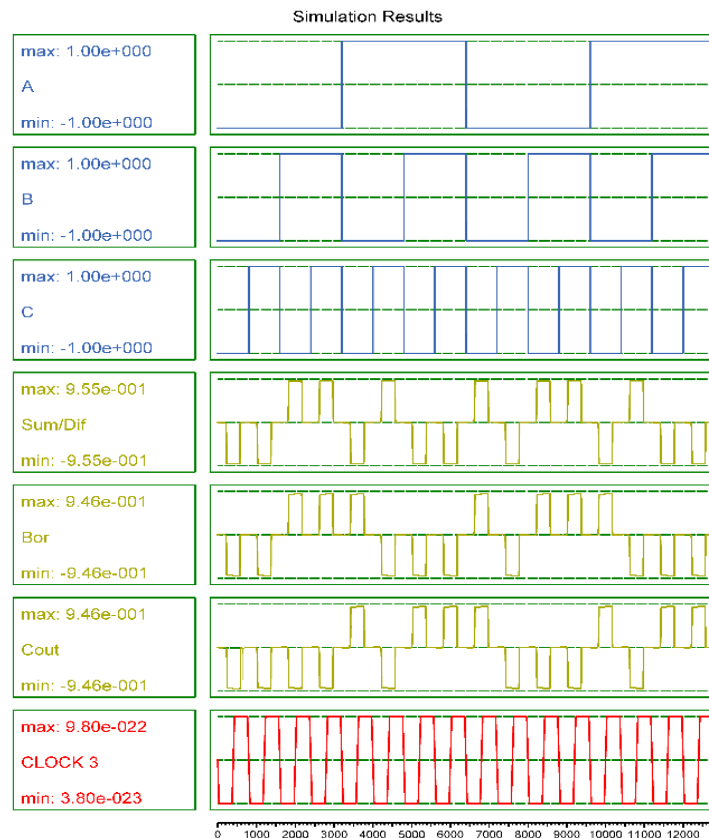 Simulation Results
max: 1.00e+000
A
min: -1.00e+000
max: 1.00e+000
B
min: -1.00e+000
max: 1.00e+000
C
min: -1.00e+000
max: 9.55e-001
Sum/Dif
min: -9.55e-001
max: 9.46e-001
Bor
min: -9.46e-001
max: 9.46e-001
Cout
min: -9.46e-001
max: 9.80e-022
CLOCK 3
min: 3.80e-023
0 1000 2000 3000 4000 5000 6000 7000 8000 9000 10000 11000 12000